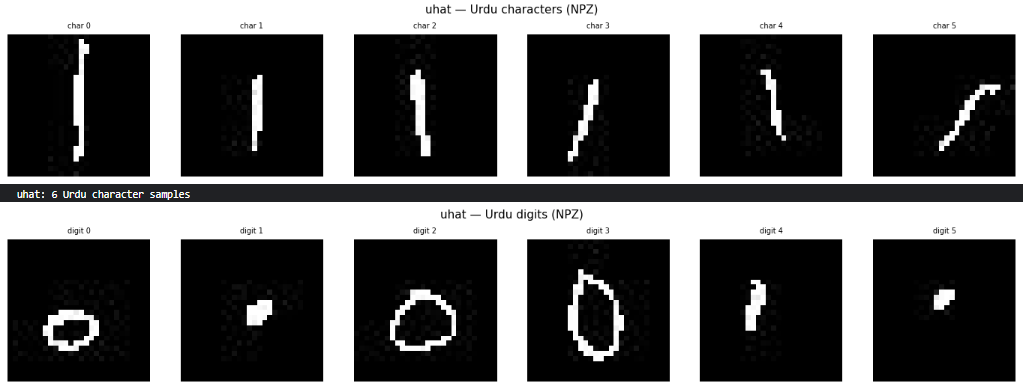 uhat — Urdu characters (NPZ)
char 0 char 1 char 2 char 3 char 4 char 5
uhat: 6 Urdu character samples
uhat — Urdu digits (NPZ)
digit 0 digit 1 digit 2 digit 3 digit 4 digit 5